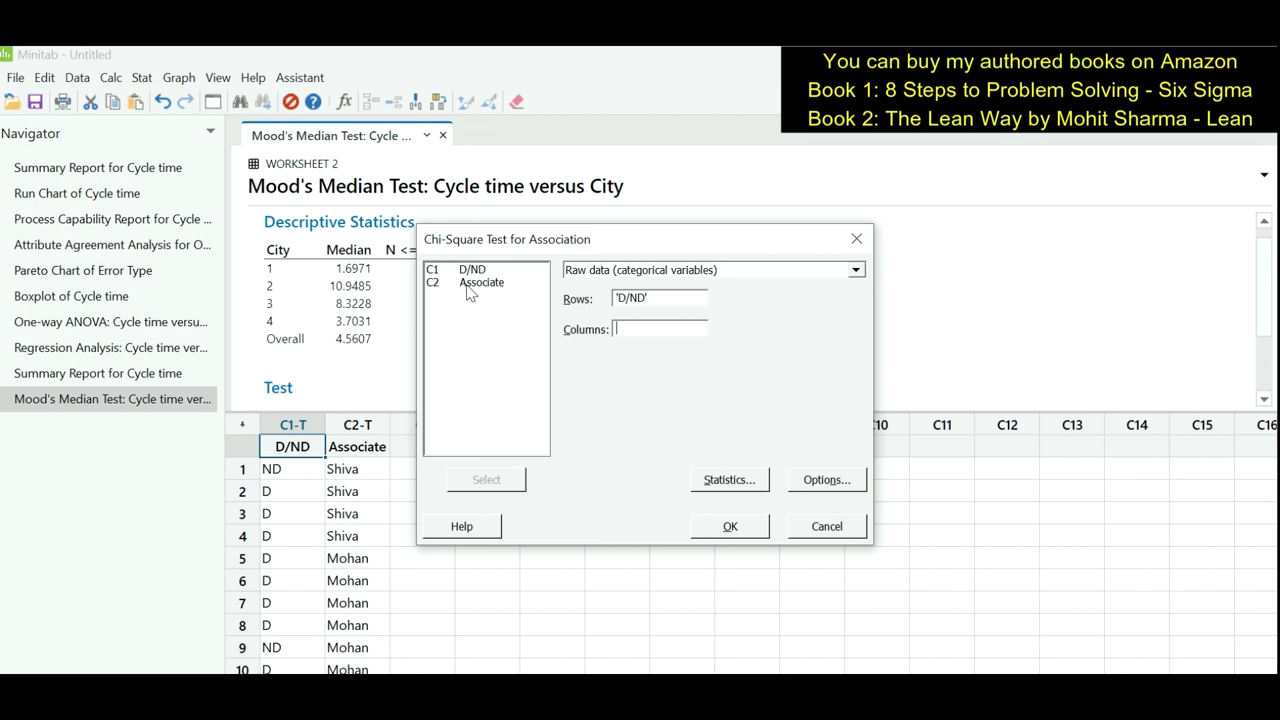 Minitab - Untitled
You can buy my authored books on Amazon
Book 1: 8 Steps to Problem Solving - Six Sigma
Book 2: The Lean Way by Mohit Sharma - Lean
File Edit Data Calc Stat Graph View Help Assistant
Navigator
Summary Report for Cycle time
Run Chart of Cycle time
Process Capability Report for Cycle ...
Attribute Agreement Analysis for O...
Pareto Chart of Error Type
Boxplot of Cycle time
One-way ANOVA: Cycle time versu...
Regression Analysis: Cycle time ver...
Summary Report for Cycle time
Mood's Median Test: Cycle time ver...
Mood's Median Test: Cycle ...
WORKSHEET 2
Mood's Median Test: Cycle time versus City
Descriptive Statistics
City Median N <=
1 1.6971
2 10.9485
3 8.3228
4 3.7031
Overall 4.5607
Test
Chi-Square Test for Association
C1 D/ND
C2 Associate
Raw data (categorical variables)
Rows: 'D/ND'
Columns:
Select
Statistics...
Options...
Help
OK
Cancel
C1-T C2-T C11 C12 C13 C14 C15 C16
D/ND Associate
1 ND Shiva
2 D Shiva
3 D Shiva
4 D Shiva
5 D Mohan
6 D Mohan
7 D Mohan
8 D Mohan
9 ND Mohan
10 D Mohan